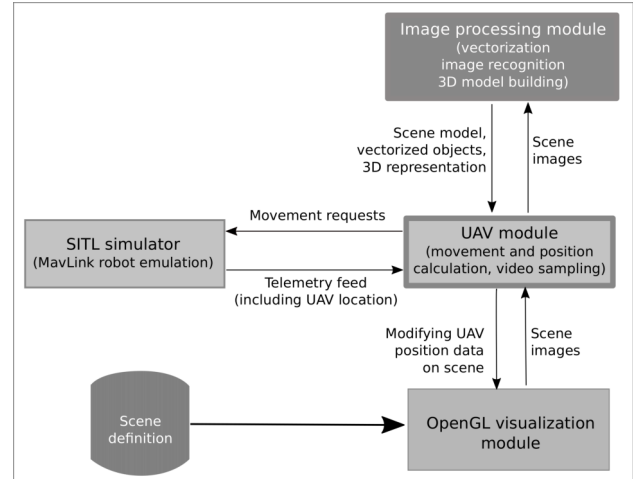 Image processing module
(vectorization
image recognition
3D model building)
Scene model,
vectorized objects,
3D representation
Scene
images
Movement requests
SITL simulator
(MavLink robot emulation)
UAV module
(movement and position
calculation, video sampling)
Telemetry feed
(including UAV location)
Modifying UAV
position data
on scene
Scene
images
Scene
definition
OpenGL visualization
module